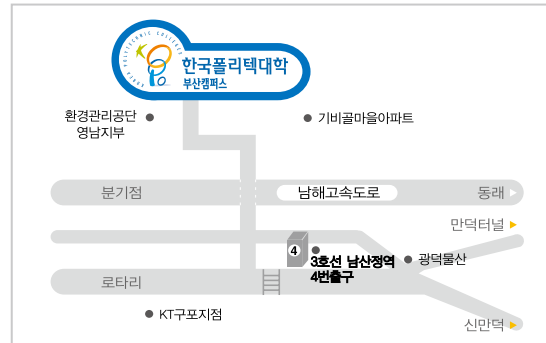 KOREA POLYTECHNIC COLLEGE
한국폴리텍대학
부산캠퍼스
환경관리공단
영남지부
기비골마을아파트
분기점
남해고속도로
동래
만덕터널
4
3호선 남산정역
4번출구
광덕물산
로타리
KT구포지점
신만덕